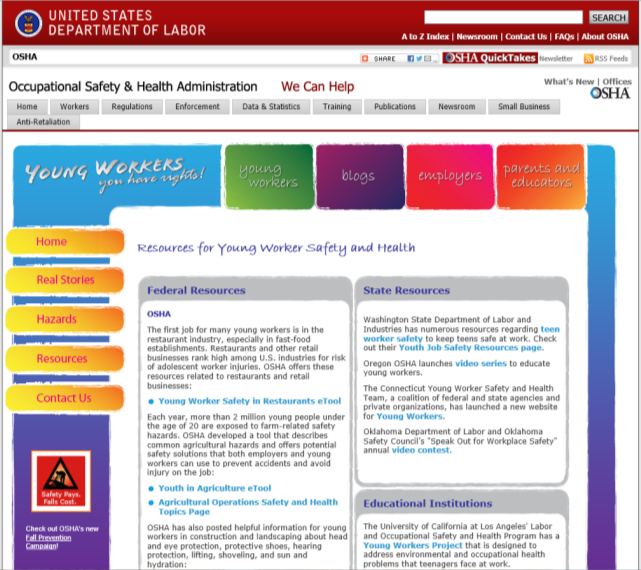 UNITED STATES
DEPARTMENT OF LABOR
SEARCH
A to Z Index | Newsroom | Contact Us | FAQs | About OSHA
OSHA
SHARE
OSHA QuickTakes Newsletter RSS Feeds
Occupational Safety & Health Administration We Can Help
What's New | Offices
OSHA
Home Workers Regulations Enforcement Data & Statistics Training Publications Newsroom Small Business
Anti-Retaliation
YOUNG WORKERS
you have rights!
young
workers
blogs
employers
parents and
educators
Home
Real Stories
Hazards
Resources
Contact Us
Safety Pays.
Falls Cost.
Check out OSHA's new
Fall Prevention
Campaign!
Resources for Young Worker Safety and Health
Federal Resources
OSHA
The first job for many young workers is in the
restaurant industry, especially in fast-food
establishments. Restaurants and other retail
businesses rank high among U.S. industries for risk
of adolescent worker injuries. OSHA offers these
resources related to restaurants and retail
businesses:
Young Worker Safety in Restaurants eTool
Each year, more than 2 million young people under
the age of 20 are exposed to farm-related safety
hazards. OSHA developed a tool that describes
common agricultural hazards and offers potential
safety solutions that both employers and young
workers can use to prevent accidents and avoid
injury on the job:
Youth in Agriculture eTool
Agricultural Operations Safety and Health
Topics Page
OSHA has also posted helpful information for young
workers in construction and landscaping about head
and eye protection, protective shoes, hearing
protection, lifting, shoveling, and sun and
hydration:
State Resources
Washington State Department of Labor and
Industries has numerous resources regarding teen
worker safety to keep teens safe at work. Check
out their Youth Job Safety Resources page.
Oregon OSHA launches video series to educate
young workers.
The Connecticut Young Worker Safety and Health
Team, a coalition of federal and state agencies and
private organizations, has launched a new website
for Young Workers.
Oklahoma Department of Labor and Oklahoma
Safety Council's "Speak Out for Workplace Safety"
annual video contest.
Educational Institutions
The University of California at Los Angeles' Labor
and Occupational Safety and Health Program has a
Young Workers Project that is designed to
address environmental and occupational health
problems that teenagers face at work.